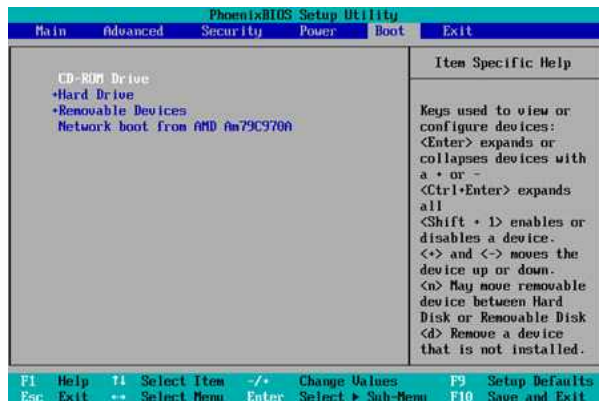 PhoenixBIOS Setup Utility
Main Advanced Security Power Boot Exit
CD-ROM Drive
+Hard Drive
+Removable Devices
Network boot from AMD Am79C970A
Item Specific Help
Keys used to view or
configure devices:
<Enter> expands or
collapses devices with
a + or -
<Ctrl+Enter> expands
all
<Shift + 1> enables or
disables a device.
<+> and <-> moves the
device up or down.
<n> May move removable
device between Hard
Disk or Removable Disk
<d> Remove a device
that is not installed.
F1 Help ↑↓ Select Item -/+ Change Values F9 Setup Defaults
Esc Exit ↔ Select Menu Enter Select ▶ Sub-Menu F10 Save and Exit